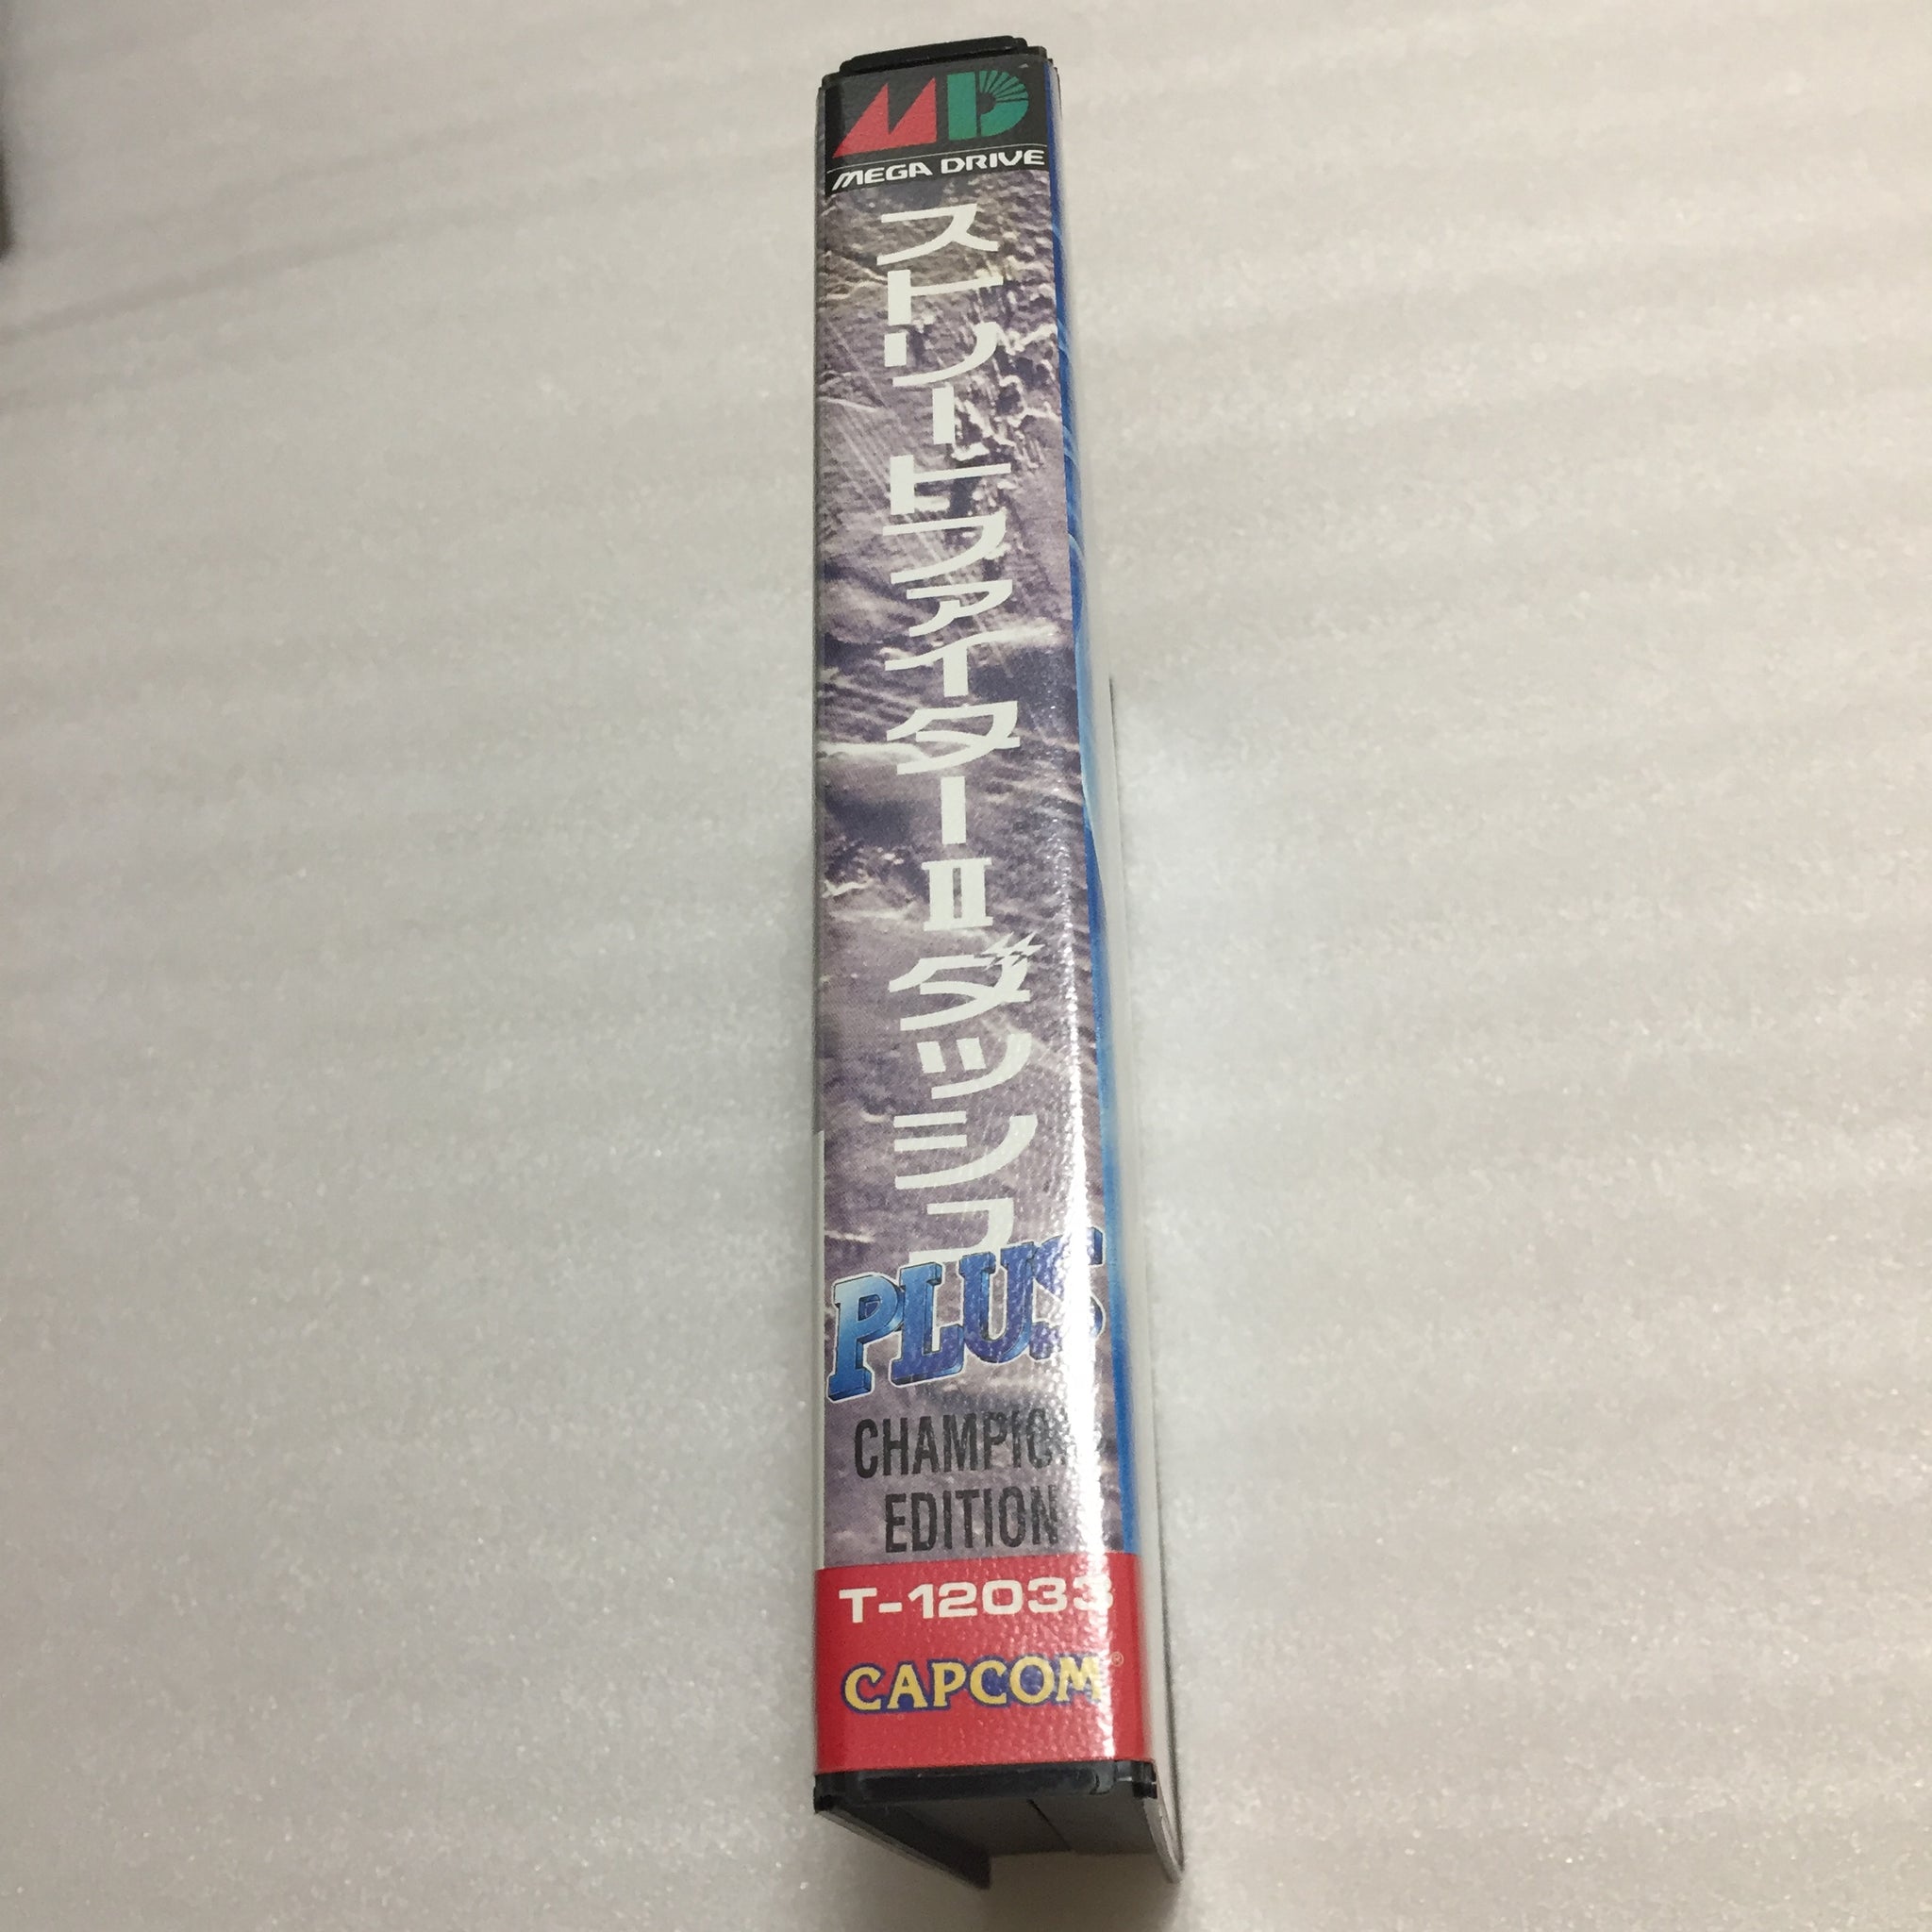 MD
MEGA DRIVE
ストリートファイターIIダッシュ
PLUS
CHAMPION
EDITION
T-12033
CAPCOM®